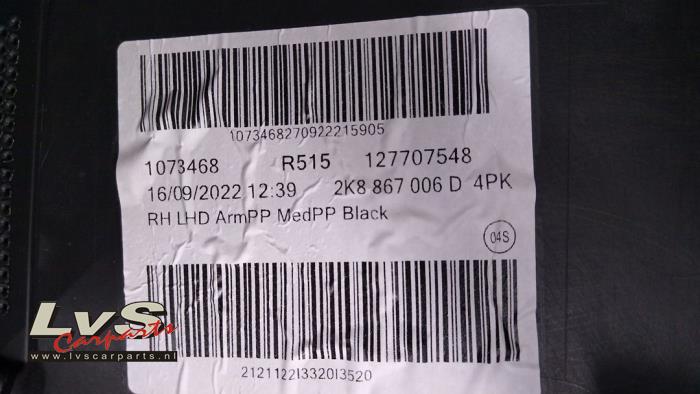 1073468270922215905
1073468 R515 127707548
16/09/2022 12:39 2K8 867 006 D 4PK
RH LHD ArmPP MedPP Black
04S
LvS
Carparts
www.lvscarparts.nl
21211221332013520